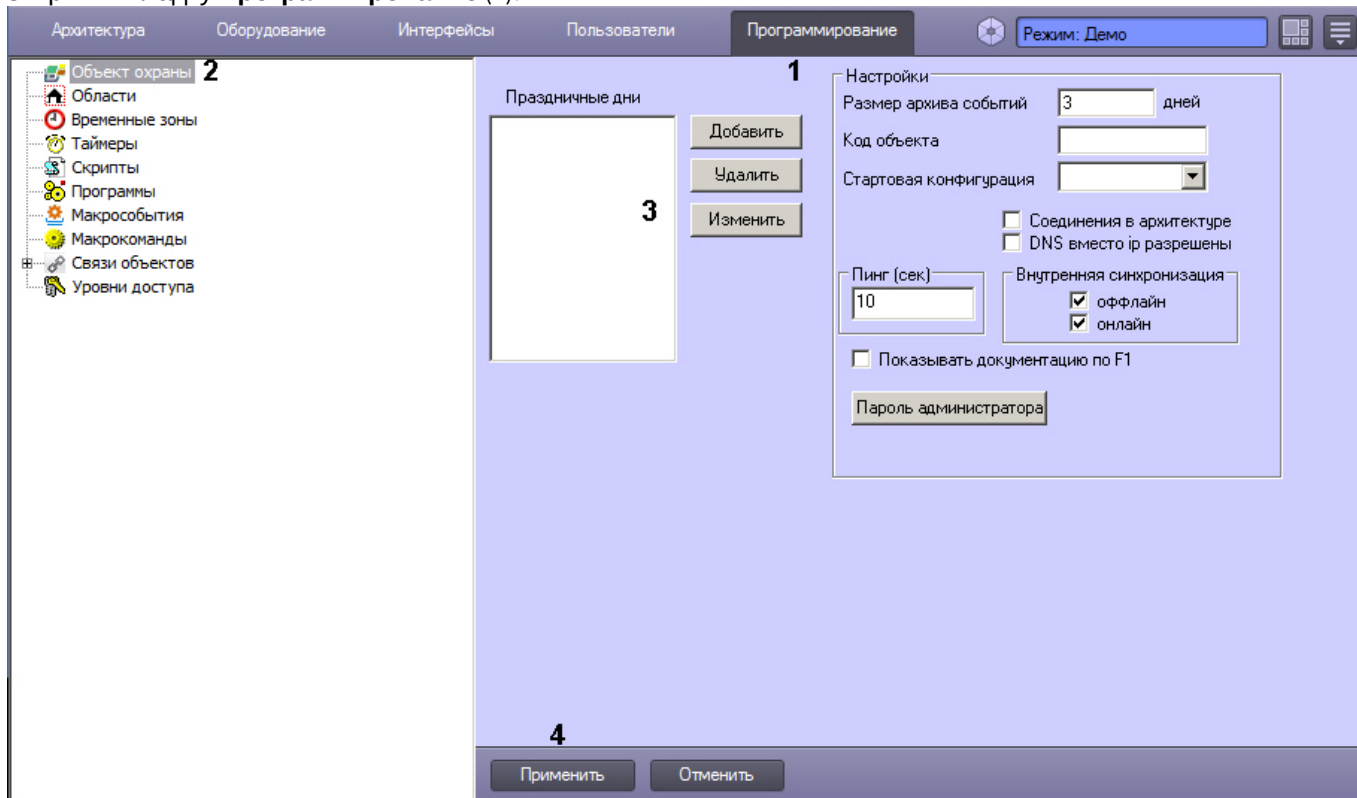 Архитектура Оборудование Интерфейсы Пользователи Программирование Режим: Демо
Объект охраны 2
Области
Временные зоны
Таймеры
Скрипты
Программы
Макрособытия
Макрокоманды
Связи объектов
Уровни доступа
Праздничные дни
Добавить
Удалить
3 Изменить
1
Настройки
Размер архива событий 3 дней
Код объекта
Стартовая конфигурация
Соединения в архитектуре
DNS вместо ip разрешены
Пинг (сек)
10
Внутренняя синхронизация
оффлайн
онлайн
Показывать документацию по F1
Пароль администратора
4
Применить Отменить